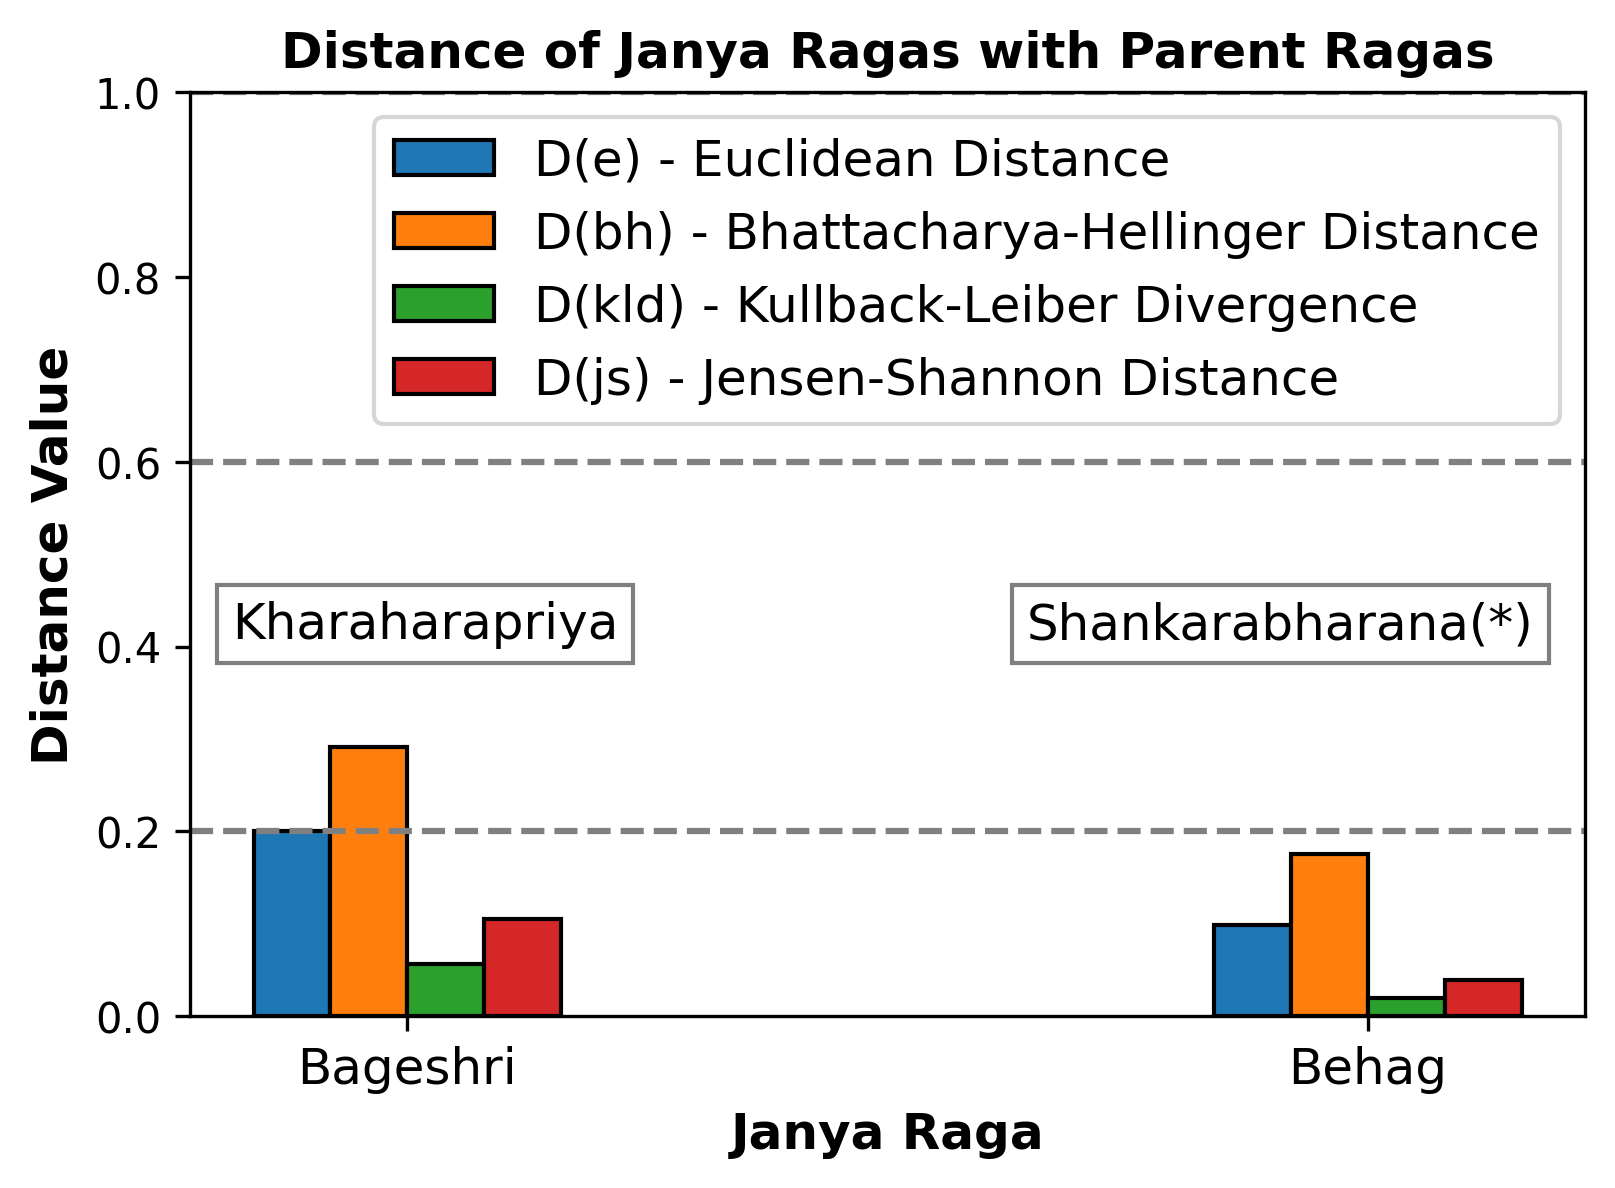 Distance of Janya Ragas with Parent Ragas
1.0
0.8
0.6
0.4
0.2
0.0
Distance Value
D(e) - Euclidean Distance
D(bh) - Bhattacharya-Hellinger Distance
D(kld) - Kullback-Leiber Divergence
D(js) - Jensen-Shannon Distance
Kharaharapriya
Shankarabharana(*)
Bageshri
Behag
Janya Raga